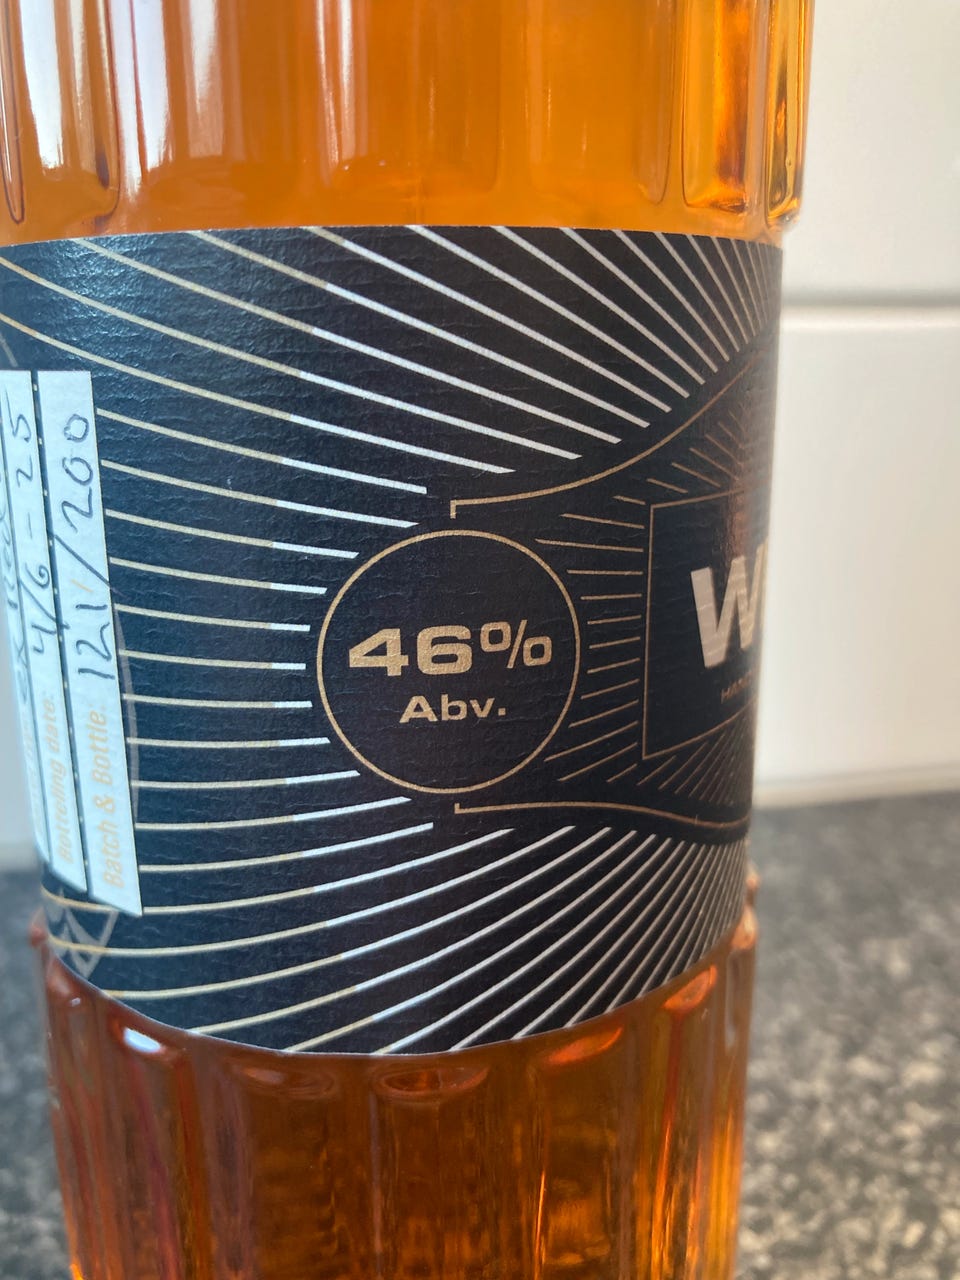 Bottling date: 4/6-25
Batch & Bottle: 121/200
46%
Abv.
W